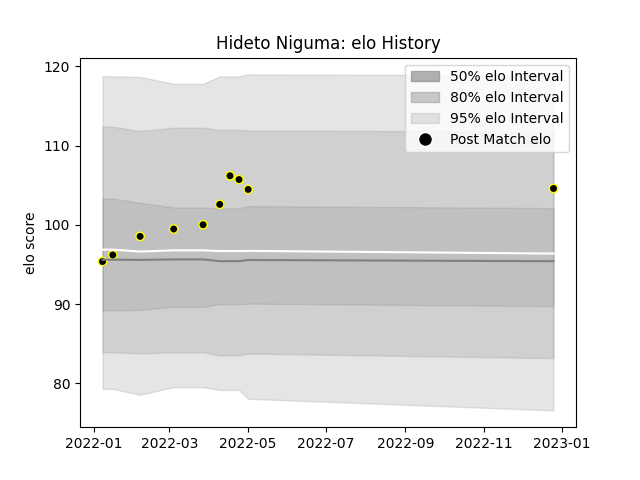 Hideto Niguma: elo History
120
110
100
90
80
elo score
50% elo Interval
80% elo Interval
95% elo Interval
Post Match elo
2022-01
2022-03
2022-05
2022-07
2022-09
2022-11
2023-01